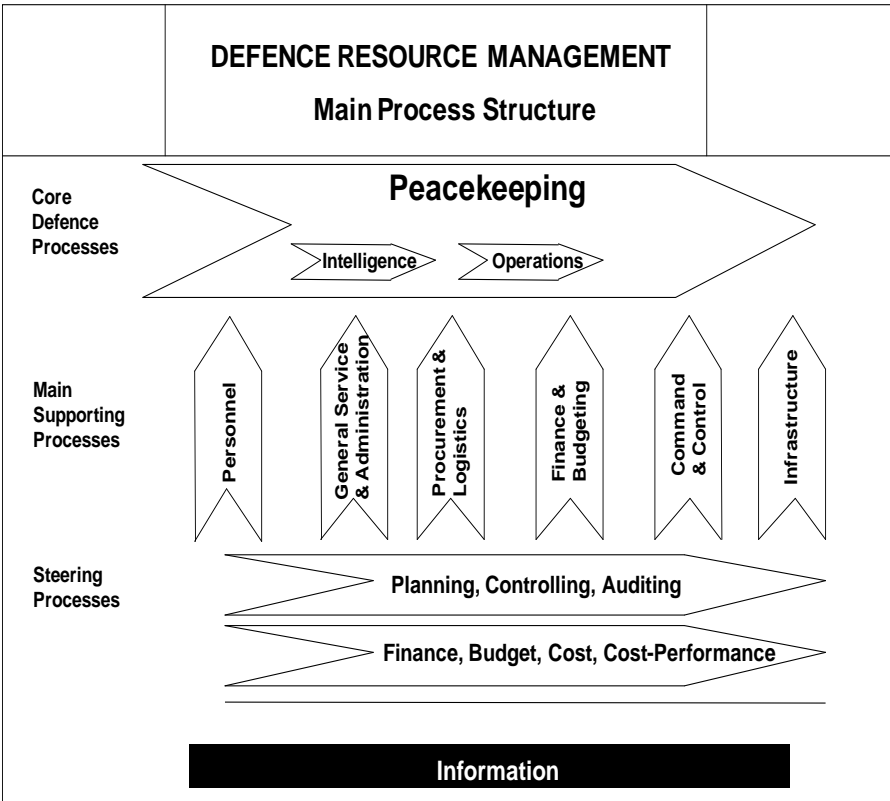 DEFENCE RESOURCE MANAGEMENT
Main Process Structure
Core
Defence
Processes
Peacekeeping
Intelligence
Operations
Main
Supporting
Processes
Personnel
General Service
& Administration
Procurement &
Logistics
Finance &
Budgeting
Command
& Control
Infrastructure
Steering
Processes
Planning, Controlling, Auditing
Finance, Budget, Cost, Cost-Performance
Information